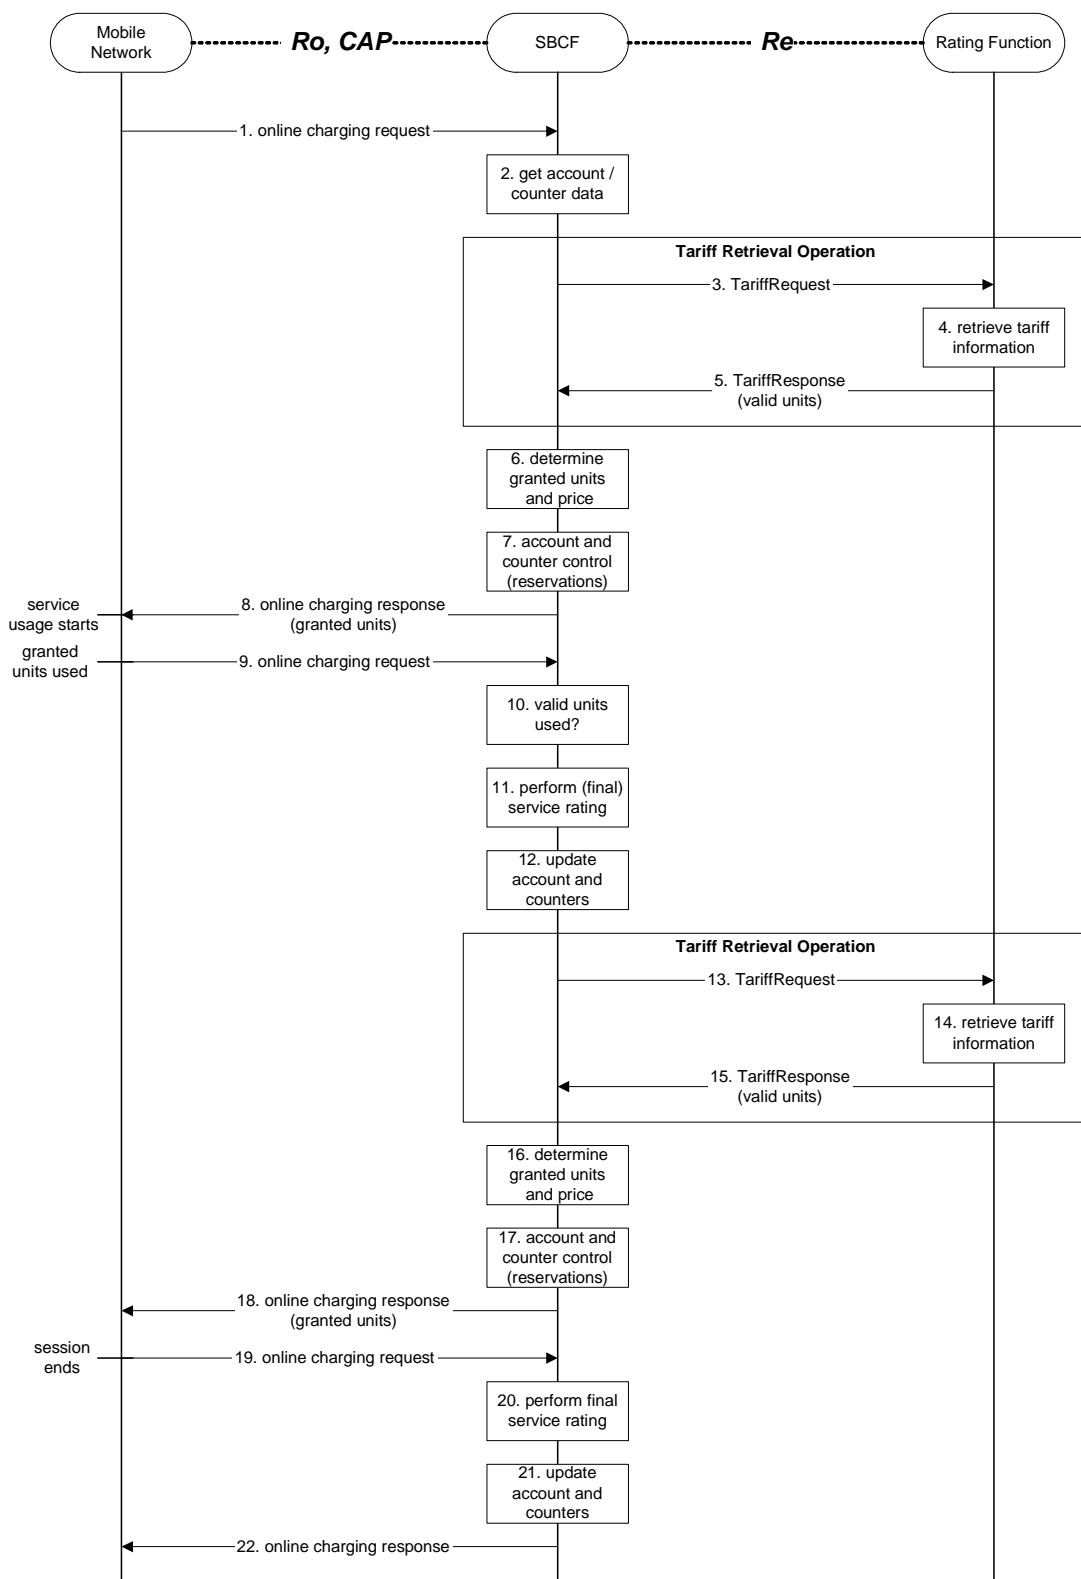 Mobile
Network
Ro, CAP
SBCF
Re
Rating Function
1. online charging request
2. get account /
counter data
Tariff Retrieval Operation
3. TariffRequest
4. retrieve tariff
information
5. TariffResponse
(valid units)
6. determine
granted units
and price
7. account and
counter control
(reservations)
service
usage starts
8. online charging response
(granted units)
granted
units used
9. online charging request
10. valid units
used?
11. perform (final)
service rating
12. update
account and
counters
Tariff Retrieval Operation
13. TariffRequest
14. retrieve tariff
information
15. TariffResponse
(valid units)
16. determine
granted units
and price
17. account and
counter control
(reservations)
18. online charging response
(granted units)
session
ends
19. online charging request
20. perform final
service rating
21. update
account and
counters
22. online charging response